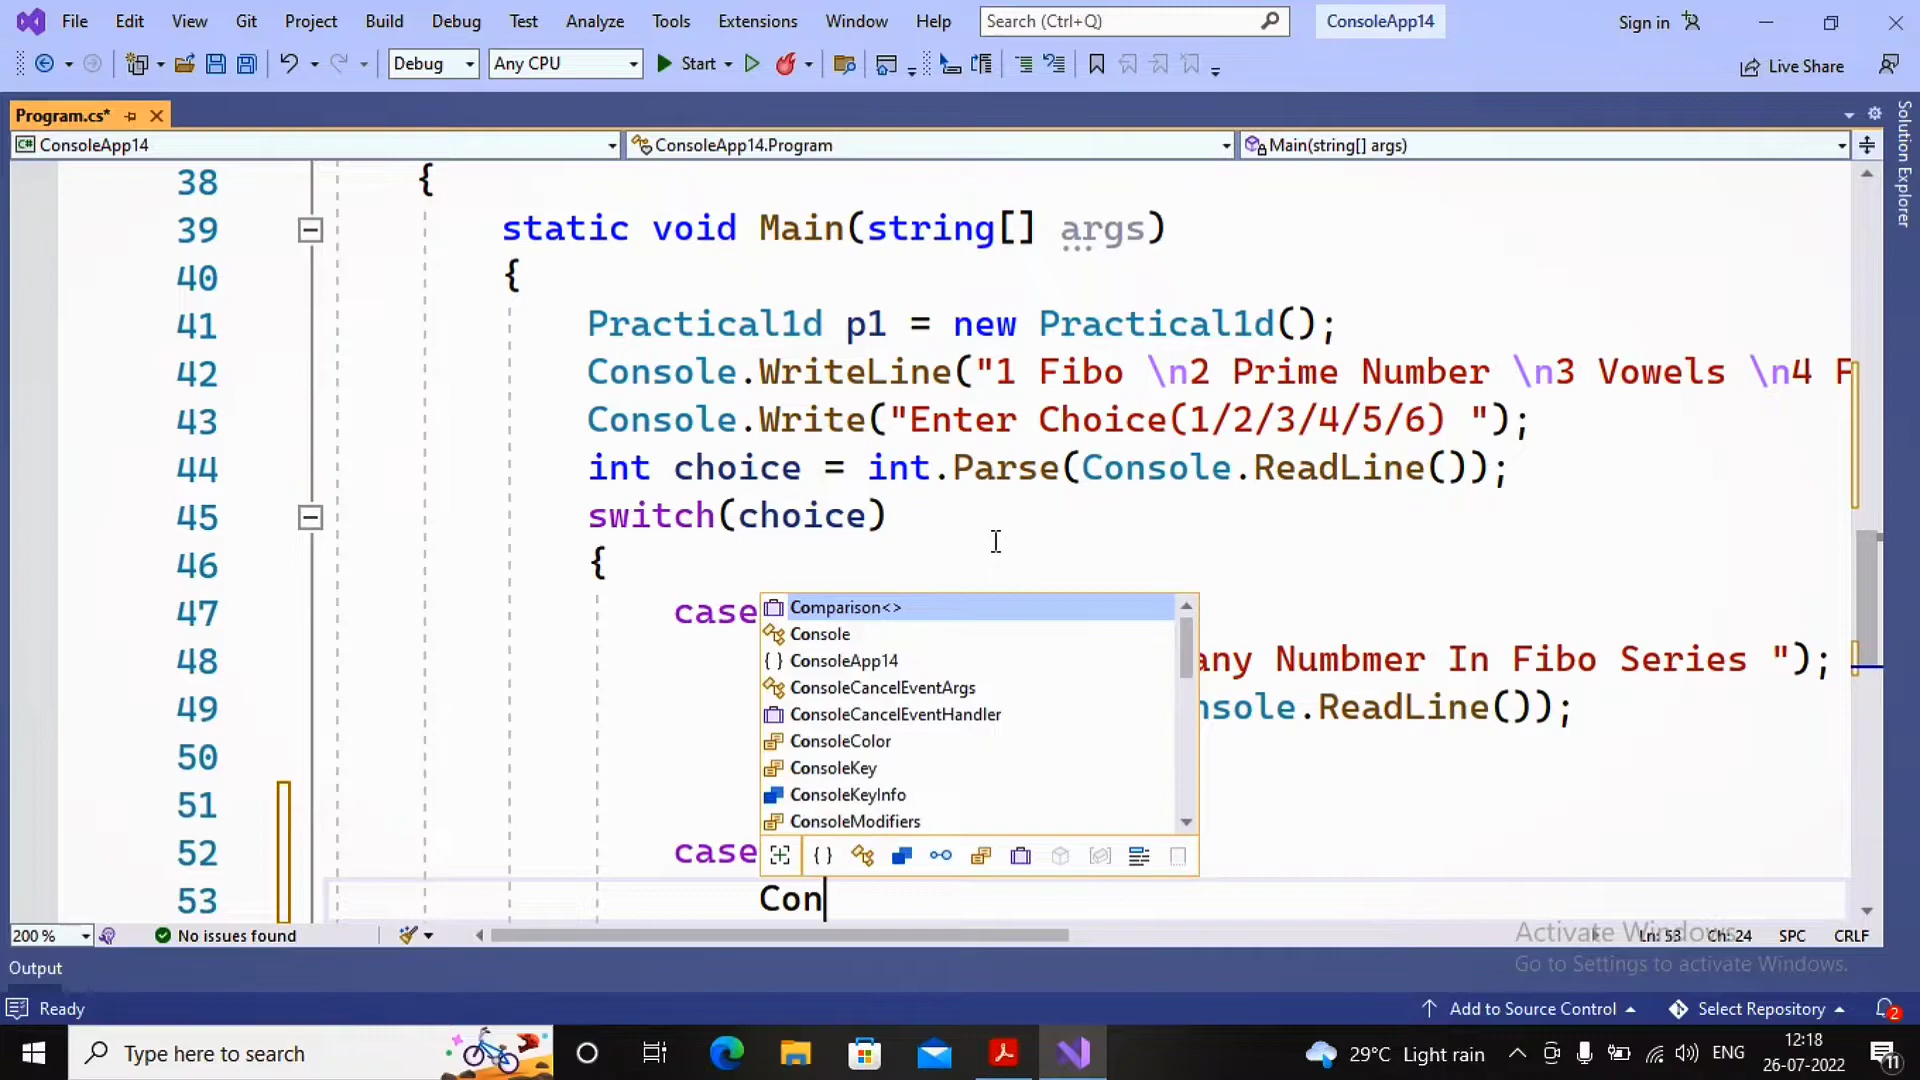 File Edit View Git Project Build Debug Test Analyze Tools Extensions Window Help Search (Ctrl+Q) ConsoleApp14 Sign in
Debug Any CPU Start Live Share
Program.cs*
ConsoleApp14 ConsoleApp14.Program Main(string[] args)
Solution Explorer
38 {
39 static void Main(string[] args)
40 {
41 Practical1d p1 = new Practical1d();
42 Console.WriteLine("1 Fibo \n2 Prime Number \n3 Vowels \n4 F
43 Console.Write("Enter Choice(1/2/3/4/5/6) ");
44 int choice = int.Parse(Console.ReadLine());
45 switch(choice)
46 {
47 case
48 any Numbmer In Fibo Series ");
49 nsole.ReadLine());
50
51
52 case
53 Con
Comparison<>
Console
{ } ConsoleApp14
ConsoleCancelEventArgs
ConsoleCancelEventHandler
ConsoleColor
ConsoleKey
ConsoleKeyInfo
ConsoleModifiers
200 % No issues found Ln: 53 Ch: 24 SPC CRLF
Activate Windows
Go to Settings to activate Windows.
Output
Ready Add to Source Control Select Repository 2
Type here to search 29°C Light rain ENG 12:18
26-07-2022 11